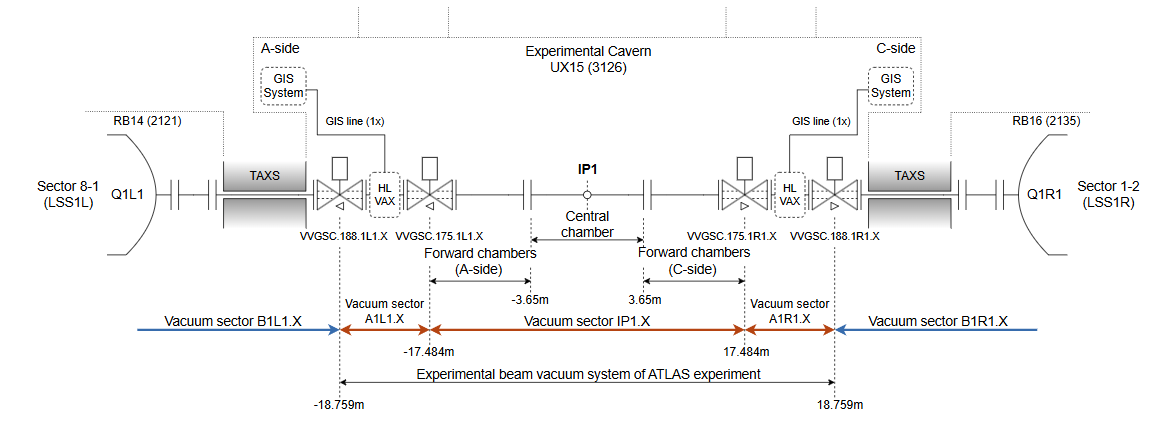 A-side
Experimental Cavern
UX15 (3126)
C-side
GIS
System
GIS
System
RB14 (2121)
GIS line (1x)
GIS line (1x)
RB16 (2135)
Sector 8-1
(LSS1L)
Q1L1
TAXS
HL
VAX
IP1
HL
VAX
TAXS
Q1R1
Sector 1-2
(LSS1R)
VVGSC.188.1L1.X
VVGSC.175.1L1.X
Central
chamber
VVGSC.175.1R1.X
VVGSC.188.1R1.X
Forward chambers
(A-side)
Forward chambers
(C-side)
-3.65m
3.65m
Vacuum sector B1L1.X
Vacuum sector
A1L1.X
Vacuum sector IP1.X
Vacuum sector
A1R1.X
Vacuum sector B1R1.X
-17.484m
17.484m
Experimental beam vacuum system of ATLAS experiment
-18.759m
18.759m